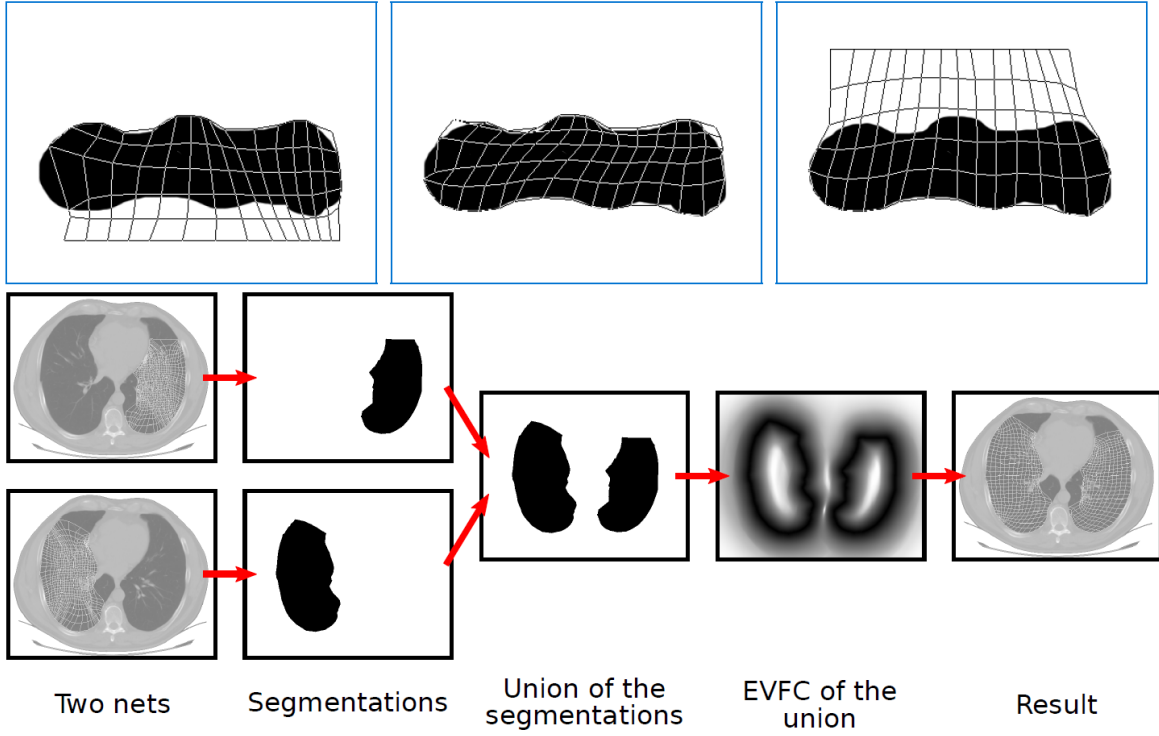 Two nets
Segmentations
Union of the
segmentations
EVFC of the
union
Result